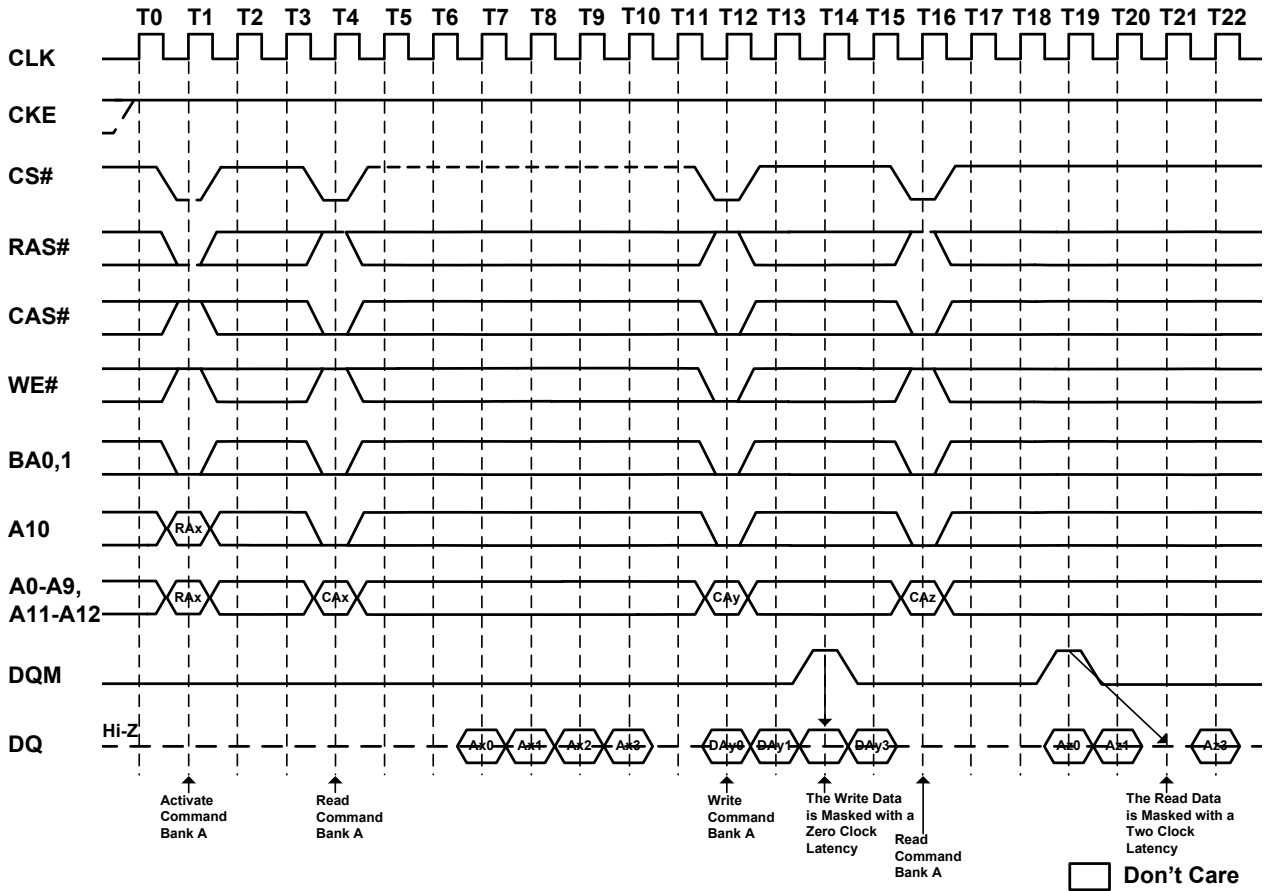 T0 T1 T2 T3 T4 T5 T6 T7 T8 T9 T10 T11 T12 T13 T14 T15 T16 T17 T18 T19 T20 T21 T22
CLK
CKE
CS#
RAS#
CAS#
WE#
BA0,1
A10
RAx
A0-A9,
A11-A12
RAx CAx CAy CAz
DQM
Hi-Z
DQ
Ax0 Ax1 Ax2 Ax3 DAy0 DAy1 DAy3 Az0 Az1 Az3
Activate
Command
Bank A
Read
Command
Bank A
Write
Command
Bank A
The Write Data
is Masked with a
Zero Clock
Latency
Read
Command
Bank A
The Read Data
is Masked with a
Two Clock
Latency
Don't Care